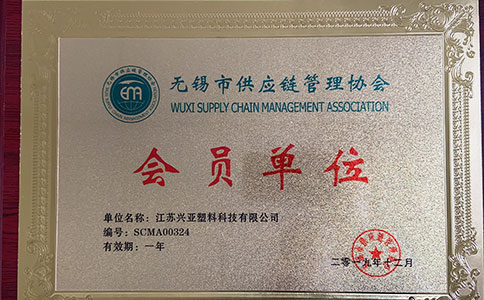 无锡市供应链管理协会
WUXI SUPPLY CHAIN MANAGEMENT ASSOCIATION
会员单位
单位名称：江苏兴亚塑料科技有限公司
编号：SCMA00324
有效期：一年
二零一九年十二月